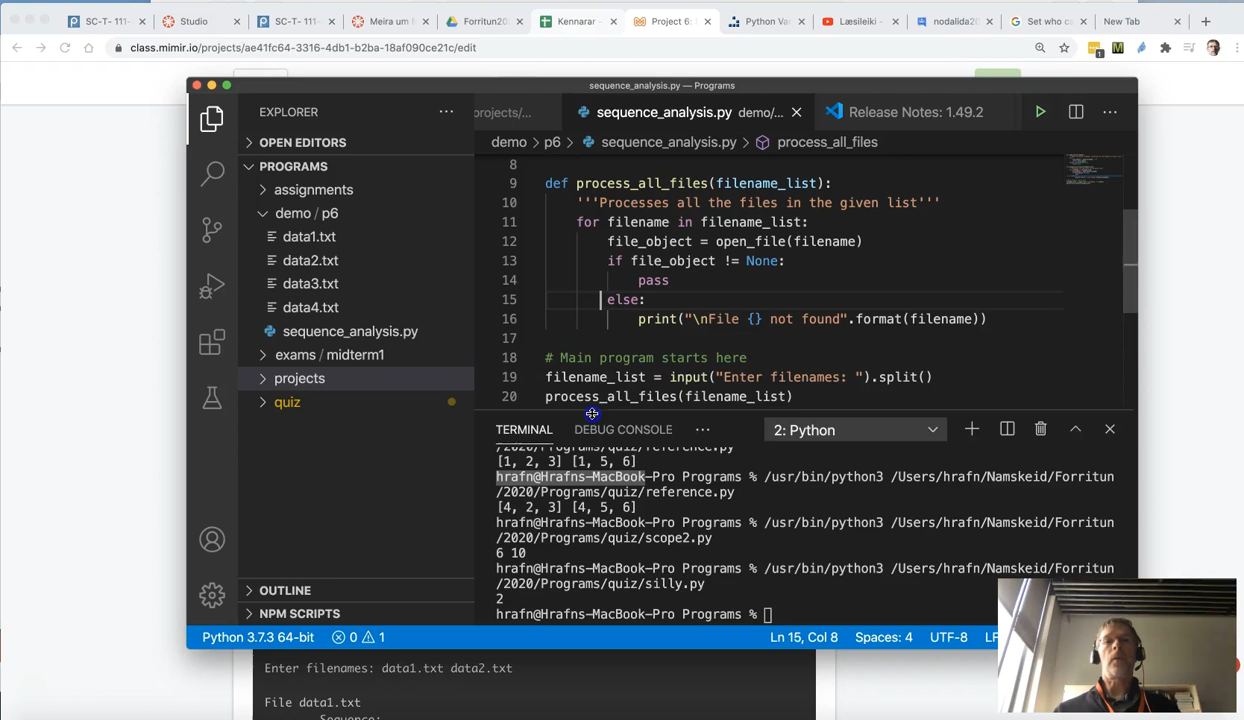 SC-T- 111-
Studio
SC-T- 111-
Meira um f
Forritun20
Kennarar -
Project 6:
Python Va
Læsileiki -
nodalida20
Set who ca
New Tab
class.mimir.io/projects/ae41fc64-3316-4db1-b2ba-18af090ce21c/edit
sequence_analysis.py — Programs
EXPLORER
OPEN EDITORS
PROGRAMS
assignments
demo / p6
data1.txt
data2.txt
data3.txt
data4.txt
sequence_analysis.py
exams / midterm1
projects
quiz
OUTLINE
NPM SCRIPTS
rojects/...
sequence_analysis.py demo/...
Release Notes: 1.49.2
demo > p6 > sequence_analysis.py > process_all_files
8
9 def process_all_files(filename_list):
10 '''Processes all the files in the given list'''
11 for filename in filename_list:
12 file_object = open_file(filename)
13 if file_object != None:
14 pass
15 else:
16 print("\nFile {} not found".format(filename))
17
18 # Main program starts here
19 filename_list = input("Enter filenames: ").split()
20 process_all_files(filename_list)
TERMINAL DEBUG CONSOLE ... 2: Python
/2020/Programs/quiz/reference.py
[1, 2, 3] [1, 5, 6]
hrafn@Hrafns-MacBook-Pro Programs % /usr/bin/python3 /Users/hrafn/Namskeid/Forritun
/2020/Programs/quiz/reference.py
[4, 2, 3] [4, 5, 6]
hrafn@Hrafns-MacBook-Pro Programs % /usr/bin/python3 /Users/hrafn/Namskeid/Forritun
/2020/Programs/quiz/scope2.py
6 10
hrafn@Hrafns-MacBook-Pro Programs % /usr/bin/python3 /Users/hrafn/Namskeid/Forritun
/2020/Programs/quiz/silly.py
2
hrafn@Hrafns-MacBook-Pro Programs %
Python 3.7.3 64-bit 0 1 Ln 15, Col 8 Spaces: 4 UTF-8 LF
Enter filenames: data1.txt data2.txt
File data1.txt
Sequence: